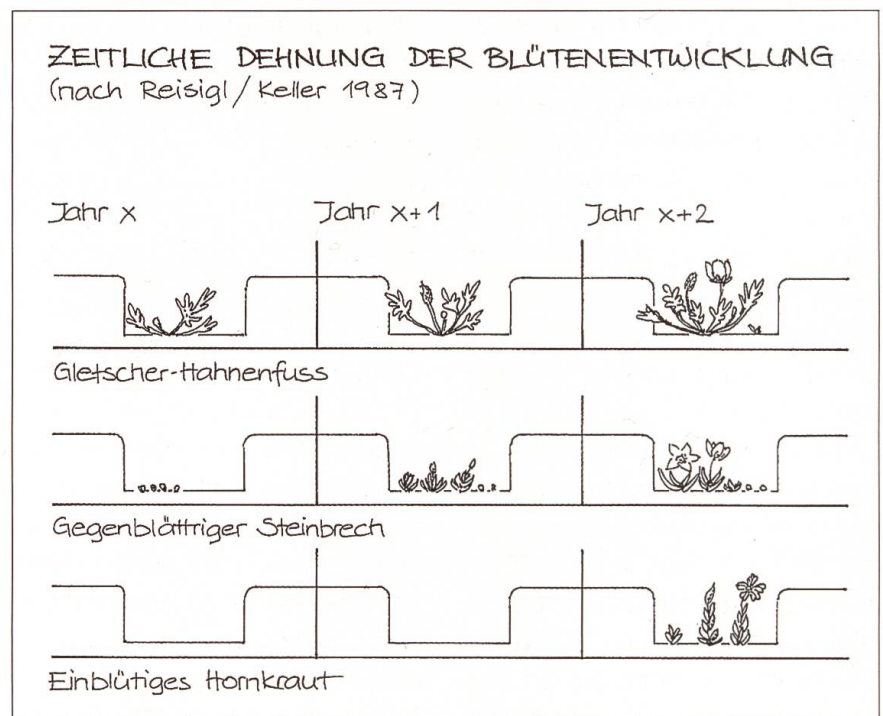 ZEITLICHE DEHNUNG DER BLÜTENENTWICKLUNG
(nach Reisigl/Keller 1987)
Jahr x Jahr x+1 Jahr x+2
Gletscher-Hahnenfuss
Gegenblättriger Steinbrech
Einblütiges Hornkraut